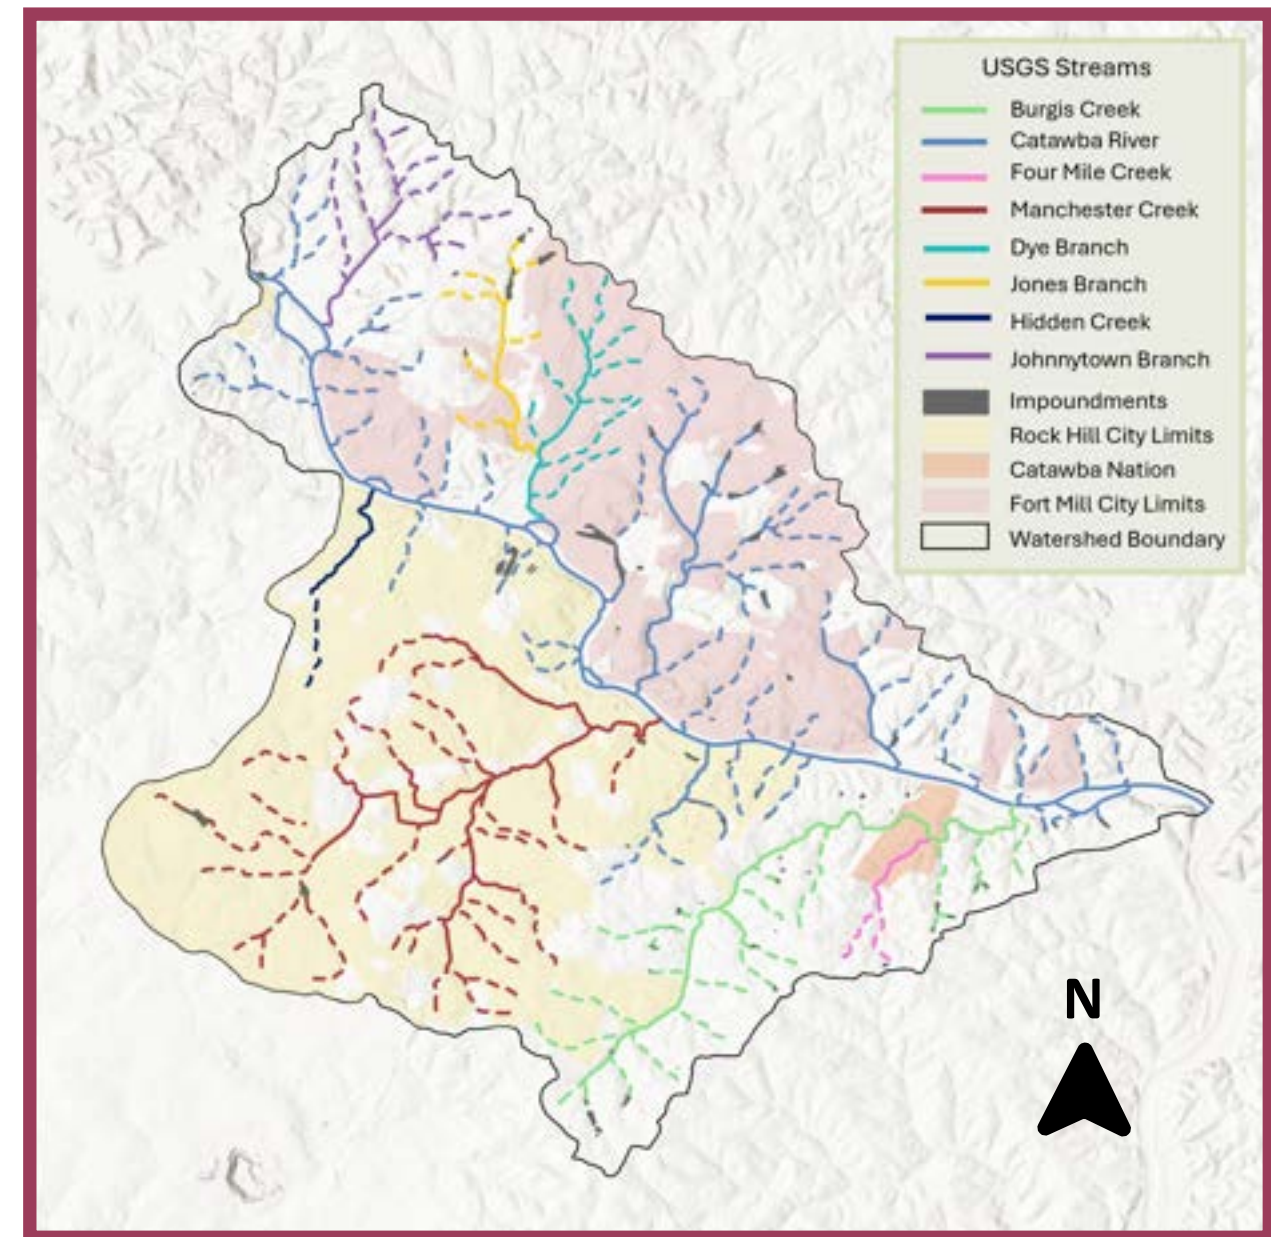 USGS Streams
Burgis Creek
Catawba River
Four Mile Creek
Manchester Creek
Dye Branch
Jones Branch
Hidden Creek
Johnnytown Branch
Impoundments
Rock Hill City Limits
Catawba Nation
Fort Mill City Limits
Watershed Boundary
N